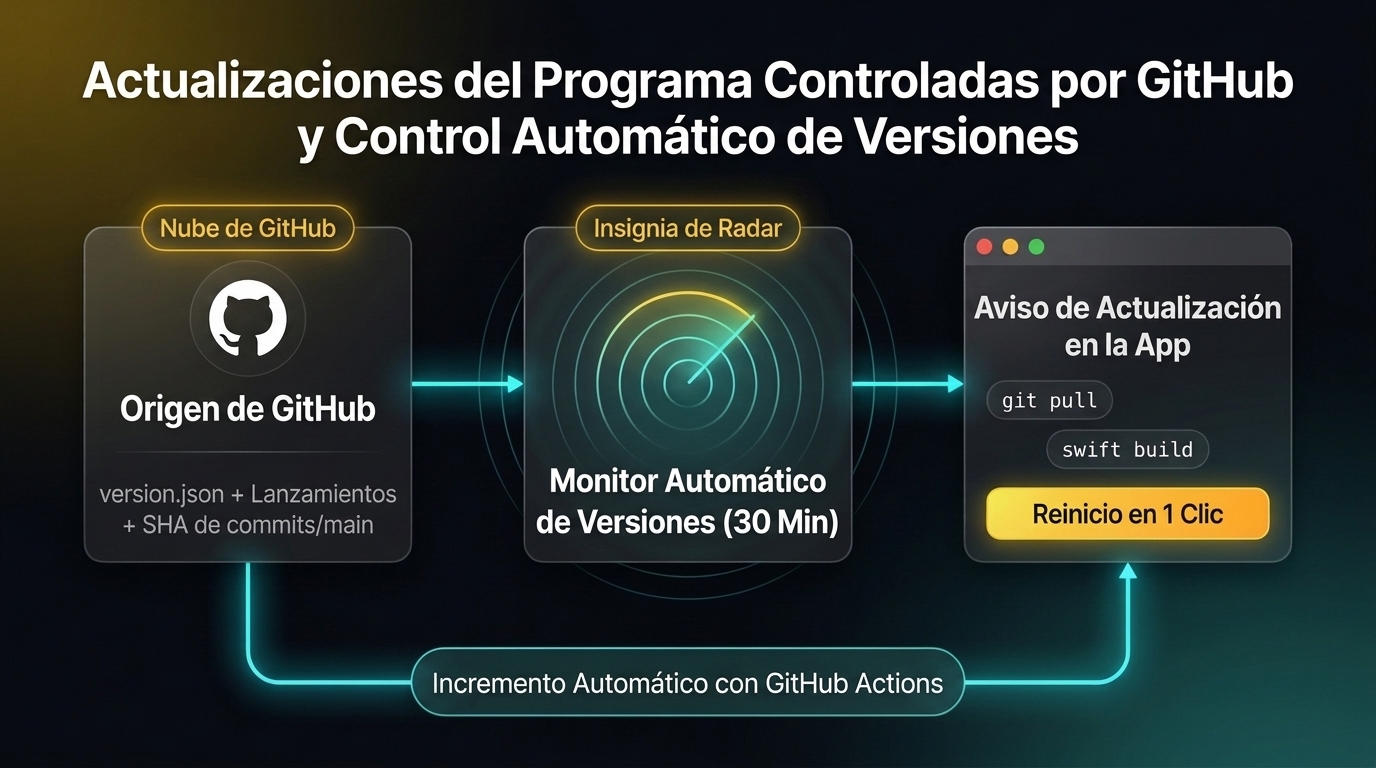 Actualizaciones del Programa Controladas por GitHub
y Control Automático de Versiones
Nube de GitHub
Origen de GitHub
version.json + Lanzamientos
+ SHA de commits/main
Insignia de Radar
Monitor Automático
de Versiones (30 Min)
Aviso de Actualización
en la App
git pull
swift build
Reinicio en 1 Clic
Incremento Automático con GitHub Actions